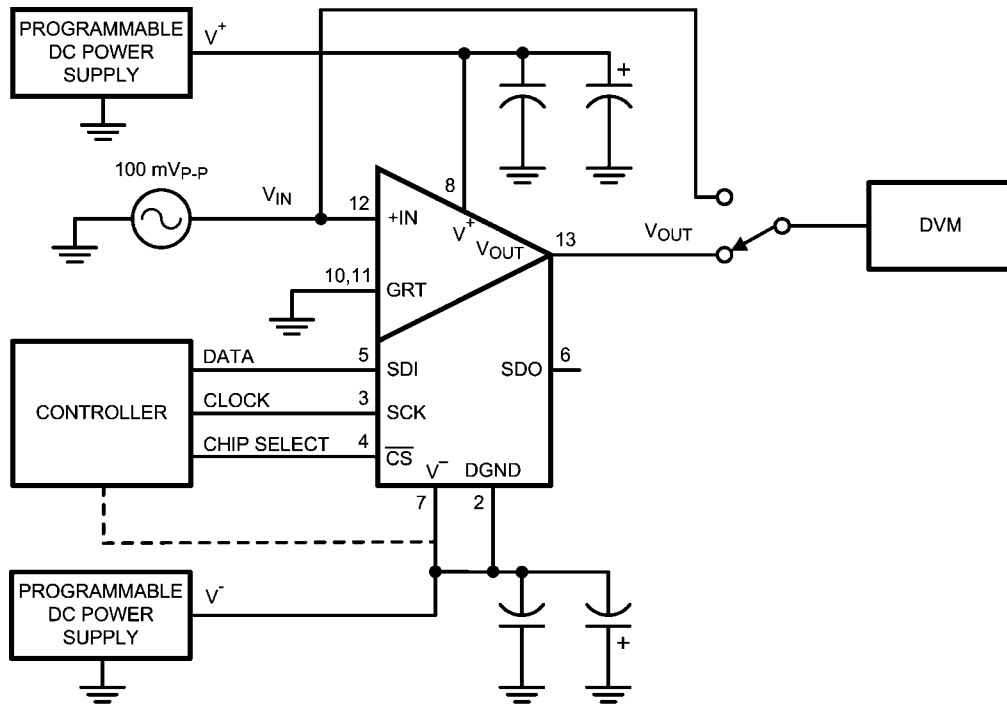 PROGRAMMABLE
DC POWER
SUPPLY
V+
+
100 mVP-P
VIN
8
12
+IN
V+
VOUT
13
VOUT
DVM
10,11
GRT
CONTROLLER
DATA
5
SDI
SDO
6
CLOCK
3
SCK
CHIP SELECT
4
CS
V−
DGND
7
2
PROGRAMMABLE
DC POWER
SUPPLY
V-
+